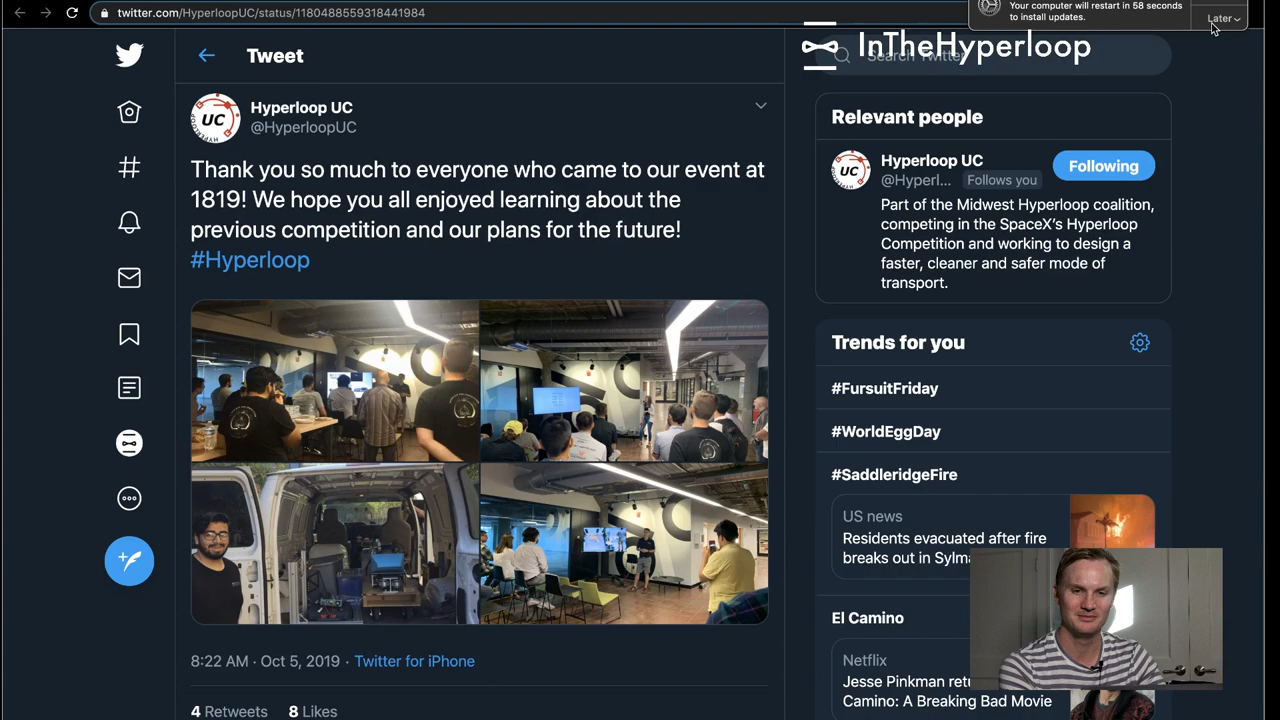 twitter.com/HyperloopUC/status/1180488559318441984
Your computer will restart in 58 seconds
to install updates.
Later
InTheHyperloop
Search Twitter
Tweet
Hyperloop UC
@HyperloopUC
Thank you so much to everyone who came to our event at
1819! We hope you all enjoyed learning about the
previous competition and our plans for the future!
#Hyperloop
8:22 AM · Oct 5, 2019 · Twitter for iPhone
4 Retweets 8 Likes
Relevant people
Hyperloop UC
@Hyperl... Follows you
Following
Part of the Midwest Hyperloop coalition,
competing in the SpaceX's Hyperloop
Competition and working to design a
faster, cleaner and safer mode of
transport.
Trends for you
#FursuitFriday
#WorldEggDay
#SaddleridgeFire
US news
Residents evacuated after fire
breaks out in Sylm
El Camino
Netflix
Jesse Pinkman retu
Camino: A Breaking Bad Movie
UC
UC